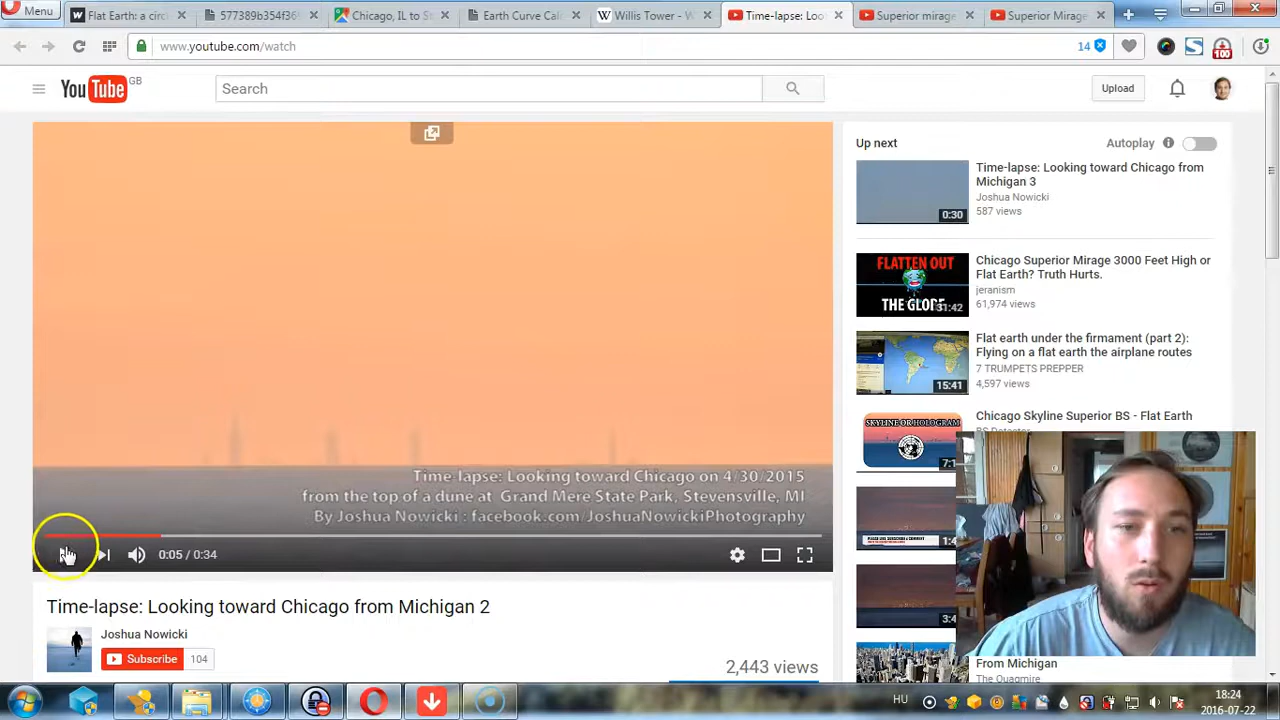 Menu
Flat Earth: a circ
577389b354f36
Chicago, IL to St
Earth Curve Cal
Willis Tower - W
Time-lapse: Loo
Superior mirage
Superior Mirage
www.youtube.com/watch
14
100
YouTube GB
Search
Upload
Up next
Autoplay
Time-lapse: Looking toward Chicago from
Michigan 3
Joshua Nowicki
587 views
0:30
Chicago Superior Mirage 3000 Feet High or
Flat Earth? Truth Hurts.
jeranism
61,974 views
FLATTEN OUT
THE GLOBE
31:42
Flat earth under the firmament (part 2):
Flying on a flat earth the airplane routes
7 TRUMPETS PREPPER
4,597 views
15:41
Chicago Skyline Superior BS - Flat Earth
SKYLINE OR HOLOGRAM
From Michigan
The Quagmire
Time-lapse: Looking toward Chicago on 4/30/2015
from the top of a dune at Grand Mere State Park, Stevensville, MI
By Joshua Nowicki : facebook.com/JoshuaNowickiPhotography
0:05 / 0:34
Time-lapse: Looking toward Chicago from Michigan 2
Joshua Nowicki
Subscribe 104
2,443 views
HU
18:24
2016-07-22